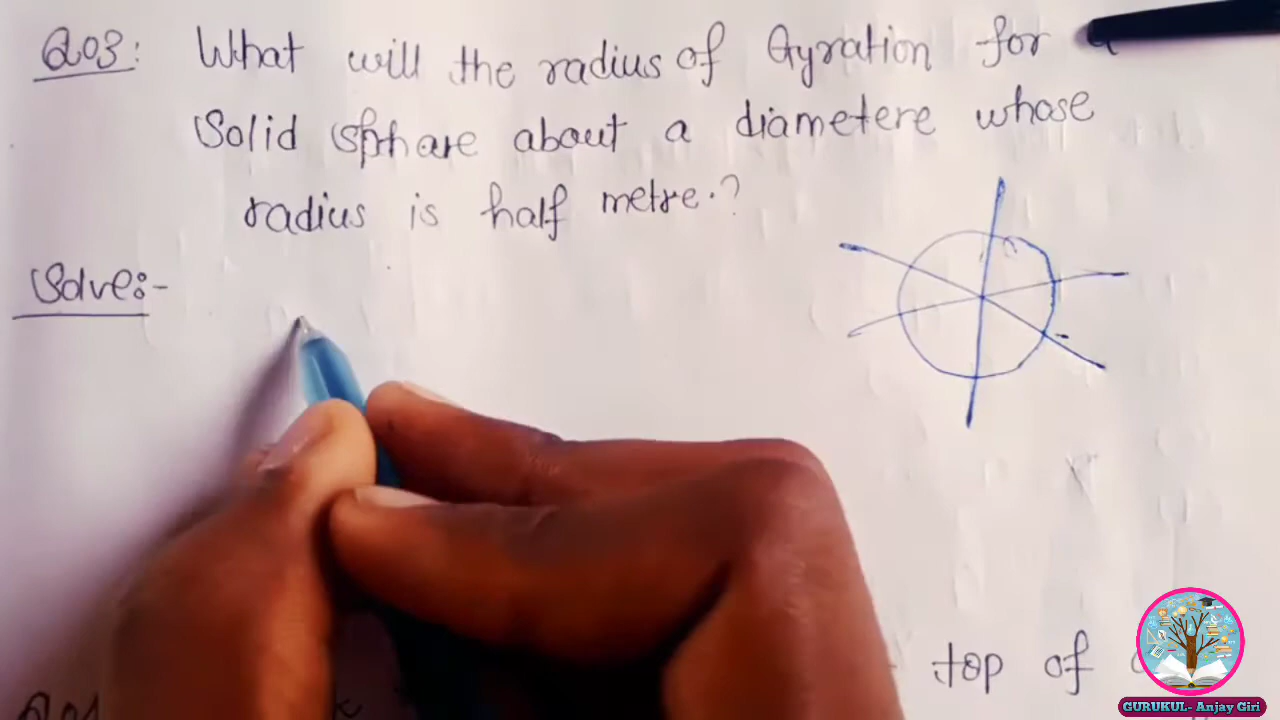 Q03: What will the radius of Gyration for a
Solid Sphare about a diametere whose
radius is half metre.?
Solve:-
top of
GURUKUL- Anjay Giri